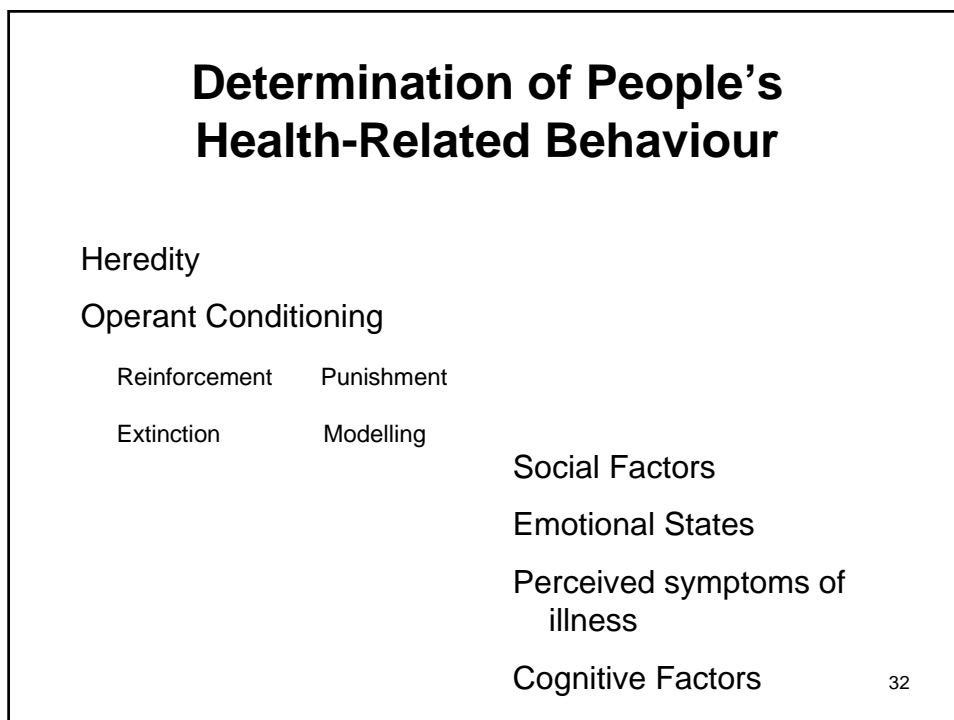 Determination of People’s
Health-Related Behaviour
Heredity
Operant Conditioning
Reinforcement Punishment
Extinction Modelling
Social Factors
Emotional States
Perceived symptoms of
illness
Cognitive Factors
32